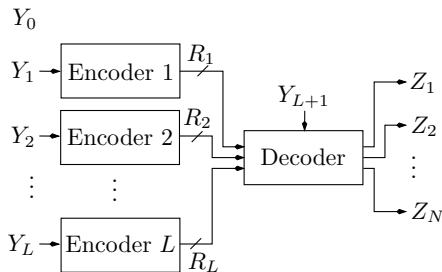 Y_0
Y_1 Encoder 1 R_1 Z_1
Y_{L+1}
Y_2 Encoder 2 R_2 Z_2
Decoder
⋮ ⋮ ⋮
Y_L Encoder L R_L Z_N